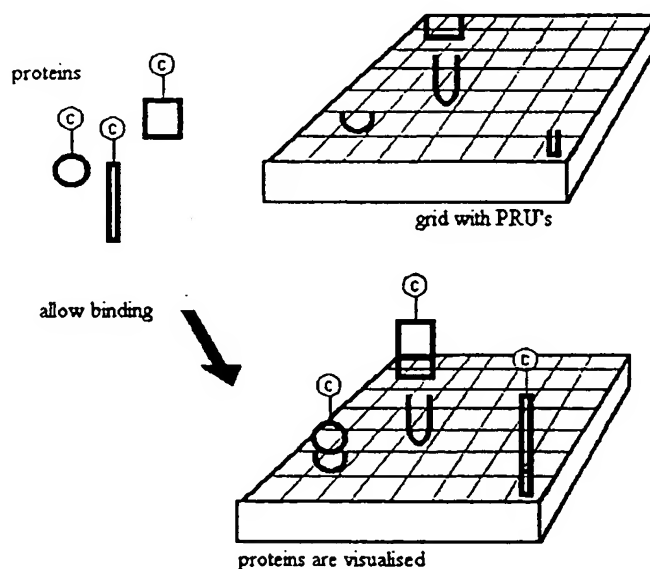 proteins
C
C
C
grid with PRU's
allow binding
C
C
C
proteins are visualised